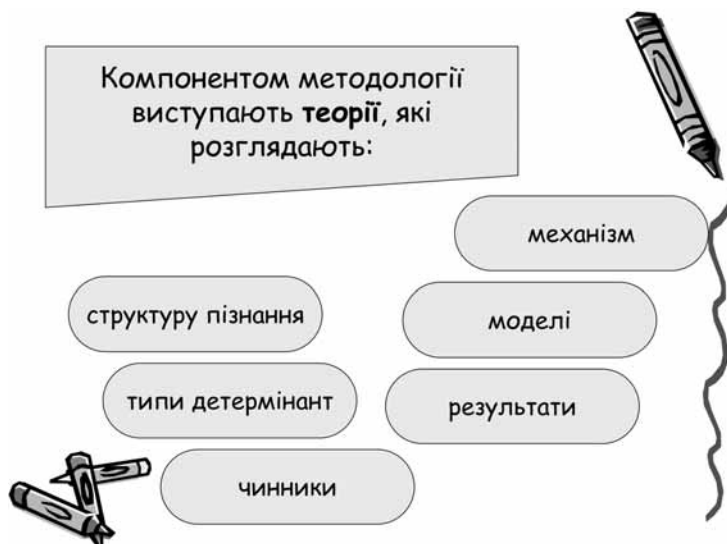 Компонентом методології
виступають теорії, які
розглядають:
механізм
структуру пізнання
моделі
типи детермінант
результати
чинники